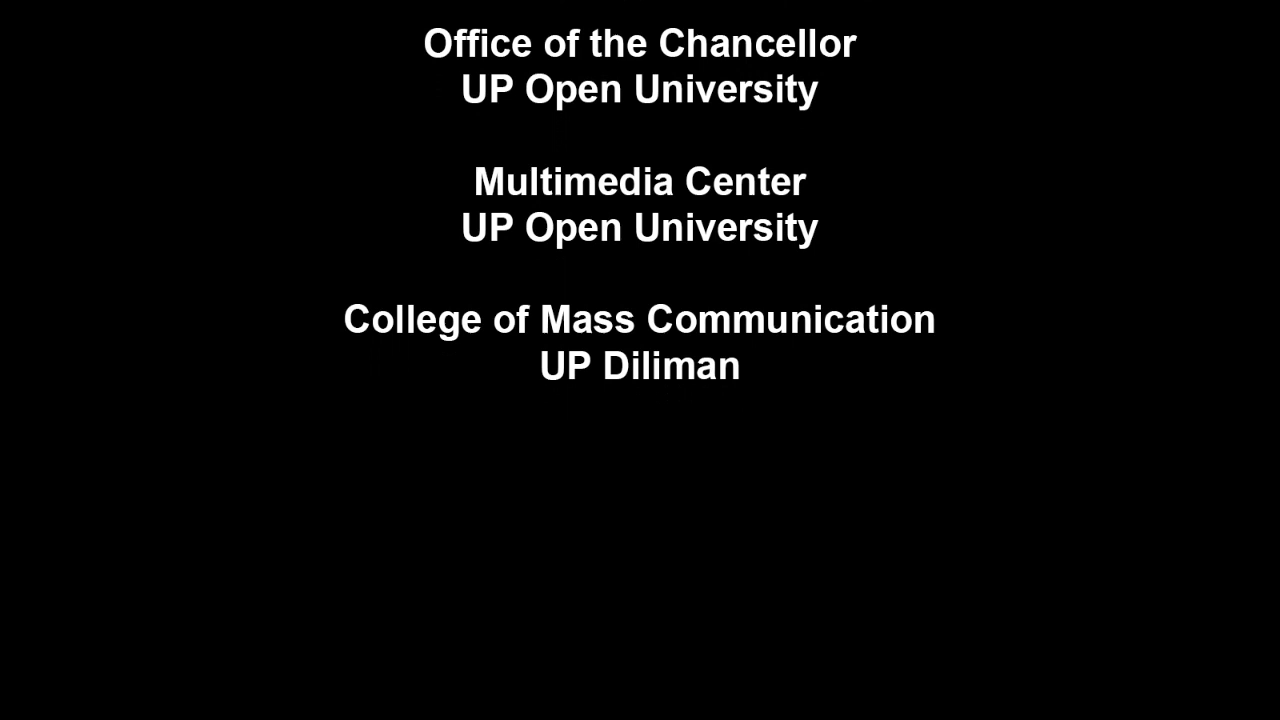 Office of the Chancellor
UP Open University
Multimedia Center
UP Open University
College of Mass Communication
UP Diliman